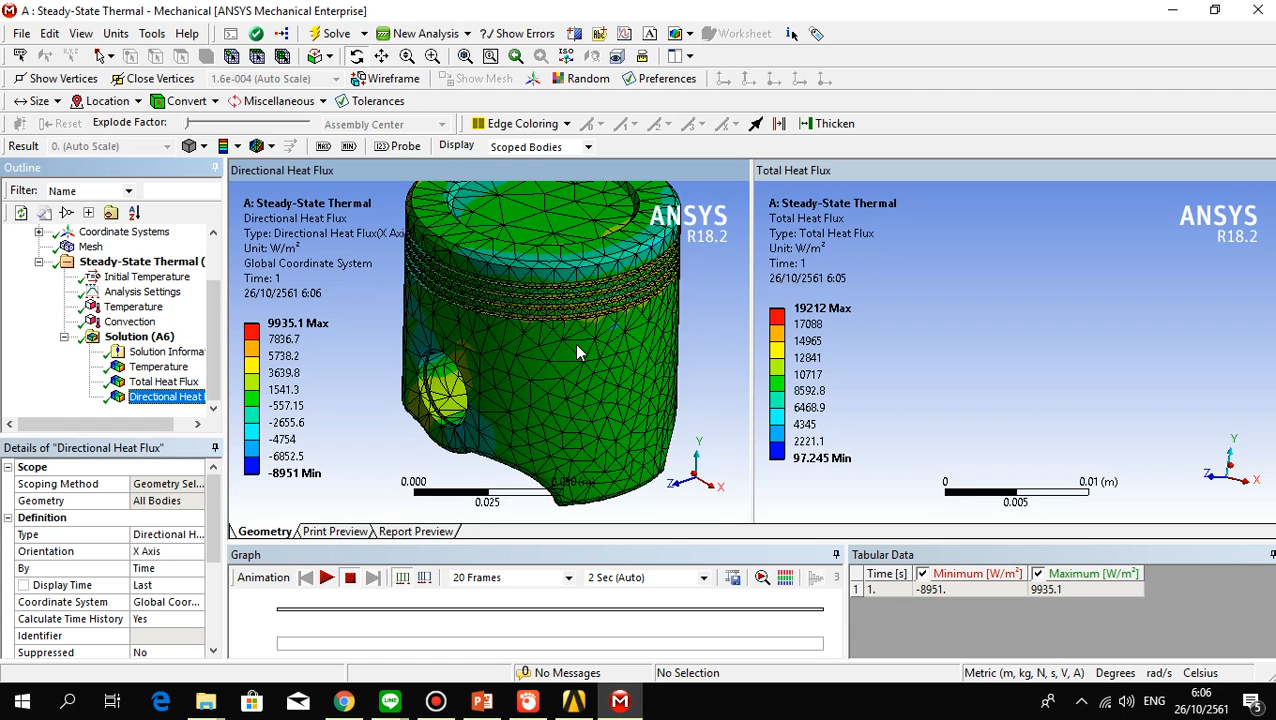 A : Steady-State Thermal - Mechanical [ANSYS Mechanical Enterprise]
File Edit View Units Tools Help Solve New Analysis Show Errors Worksheet
Show Vertices Close Vertices 1.6e-004 (Auto Scale) Wireframe Show Mesh Random Preferences
Size Location Convert Miscellaneous Tolerances
Reset Explode Factor: Assembly Center Edge Coloring Thicken
Result 0. (Auto Scale) Probe Display Scoped Bodies
Outline
Filter: Name
Coordinate Systems
Mesh
Steady-State Thermal (
Initial Temperature
Analysis Settings
Temperature
Convection
Solution (A6)
Solution Informa
Temperature
Total Heat Flux
Directional Heat
Details of "Directional Heat Flux"
Scope
Scoping Method Geometry Sel...
Geometry All Bodies
Definition
Type Directional H...
Orientation X Axis
By Time
Display Time Last
Coordinate System Global Coor...
Calculate Time History Yes
Identifier
Suppressed No
Directional Heat Flux
A: Steady-State Thermal
Directional Heat Flux
Type: Directional Heat Flux(X Axi
Unit: W/m²
Global Coordinate System
Time: 1
26/10/2561 6:06
9935.1 Max
7836.7
5738.2
3639.8
1541.3
-557.15
-2655.6
-4754
-6852.5
-8951 Min
ANSYS
R18.2
0.000 0.050 (m)
0.025
Y
Z
X
Total Heat Flux
A: Steady-State Thermal
Total Heat Flux
Type: Total Heat Flux
Unit: W/m²
Time: 1
26/10/2561 6:05
19212 Max
17088
14965
12841
10717
8592.8
6468.9
4345
2221.1
97.245 Min
ANSYS
R18.2
0 0.01 (m)
0.005
Y
Z
X
Geometry Print Preview Report Preview
Graph
Animation 20 Frames 2 Sec (Auto) 3
Tabular Data
Time [s] Minimum [W/m²] Maximum [W/m²]
1 1. -8951. 9935.1
No Messages No Selection Metric (m, kg, N, s, V, A) Degrees rad/s Celsius
ENG
6:06
26/10/2561
5